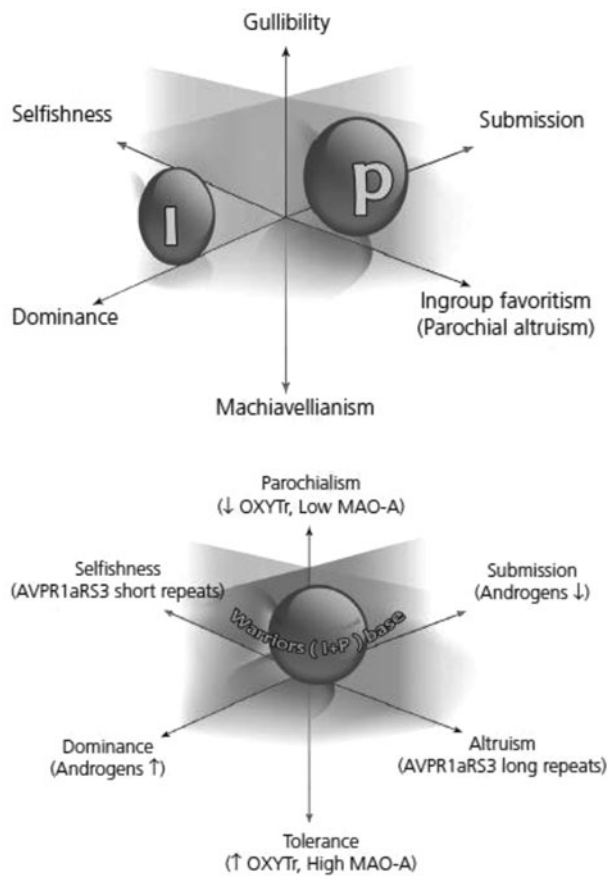 Gullibility
Selfishness
Submission
I
p
Dominance
Ingroup favoritism
(Parochial altruism)
Machiavellianism
Parochialism
(↓ OXYTr, Low MAO-A)
Selfishness
(AVPR1aRS3 short repeats)
Submission
(Androgens ↓)
Warriors ( I+P ) base
Dominance
(Androgens ↑)
Altruism
(AVPR1aRS3 long repeats)
Tolerance
(↑ OXYTr, High MAO-A)